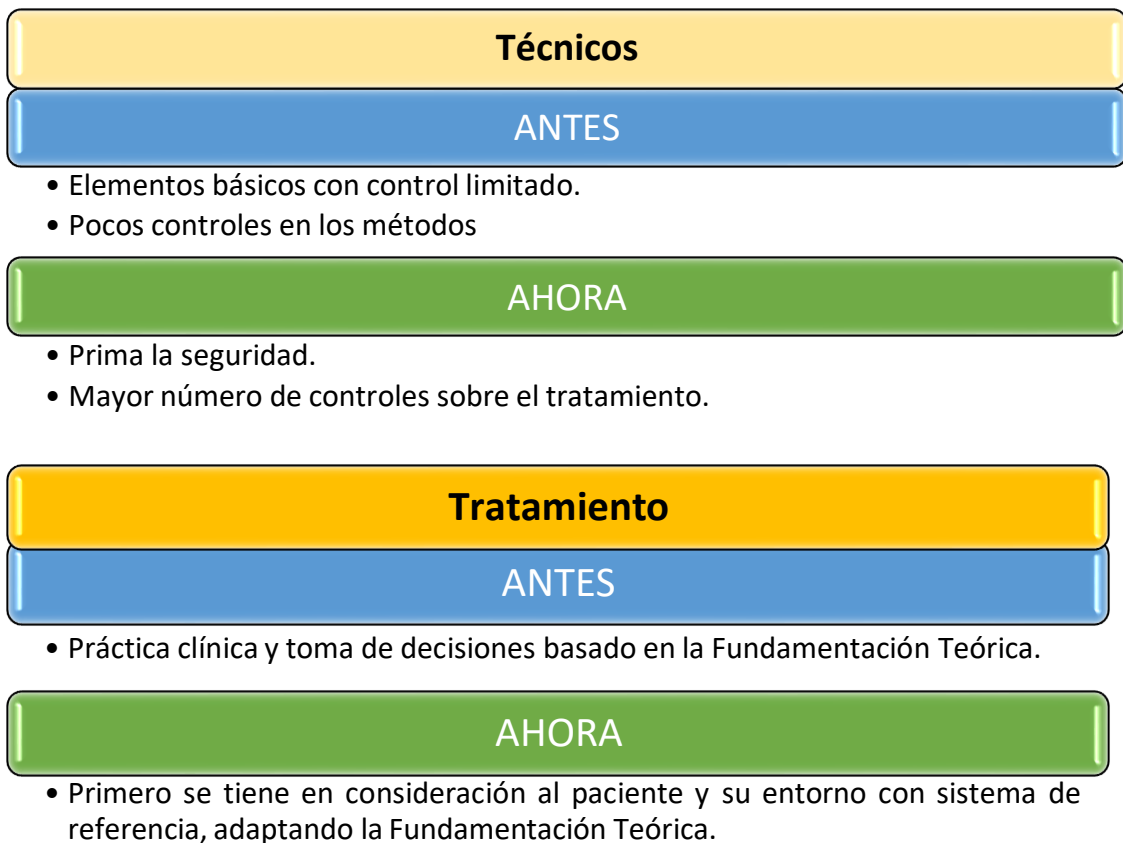 Técnicos
ANTES
• Elementos básicos con control limitado.
• Pocos controles en los métodos
AHORA
• Prima la seguridad.
• Mayor número de controles sobre el tratamiento.
Tratamiento
ANTES
• Práctica clínica y toma de decisiones basado en la Fundamentación Teórica.
AHORA
• Primero se tiene en consideración al paciente y su entorno con sistema de
referencia, adaptando la Fundamentación Teórica.